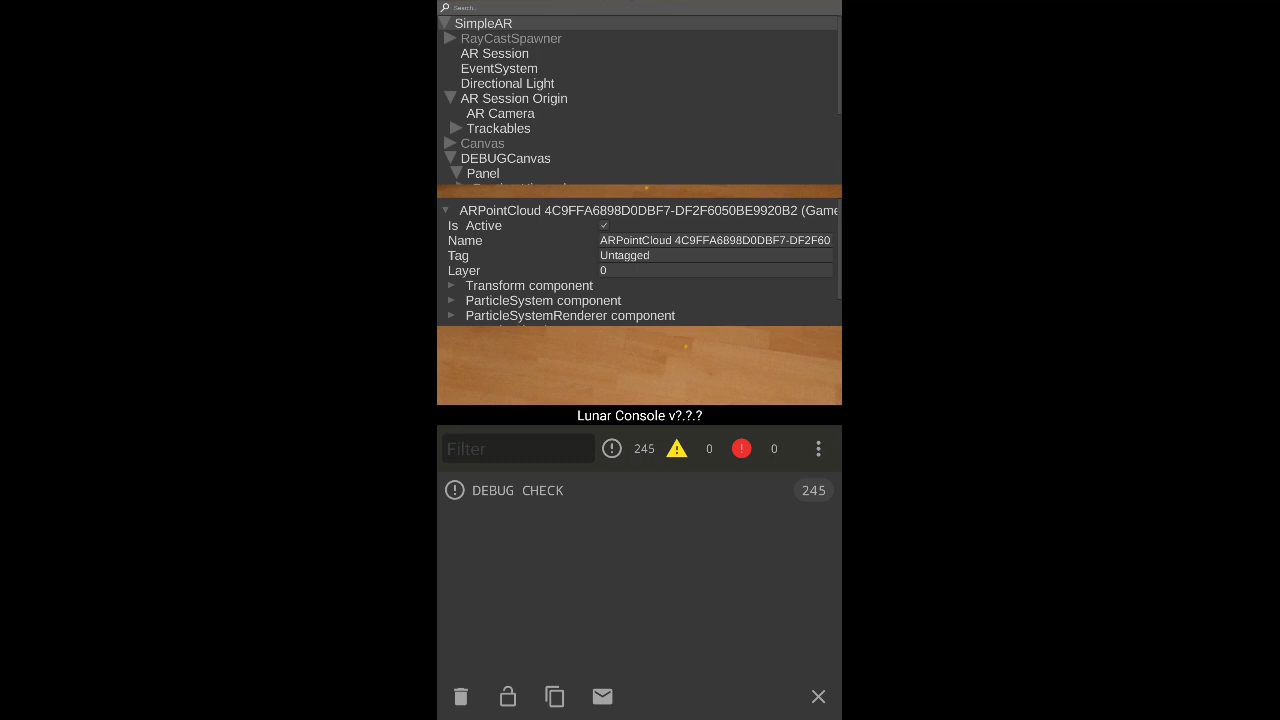 Search..
SimpleAR
RayCastSpawner
AR Session
EventSystem
Directional Light
AR Session Origin
AR Camera
Trackables
Canvas
DEBUGCanvas
Panel
ARPointCloud 4C9FFA6898D0DBF7-DF2F6050BE9920B2 (Game
Is Active
Name ARPointCloud 4C9FFA6898D0DBF7-DF2F60
Tag Untagged
Layer 0
Transform component
ParticleSystem component
ParticleSystemRenderer component
Lunar Console v?.?.?
Filter 245 0 0
DEBUG CHECK 245